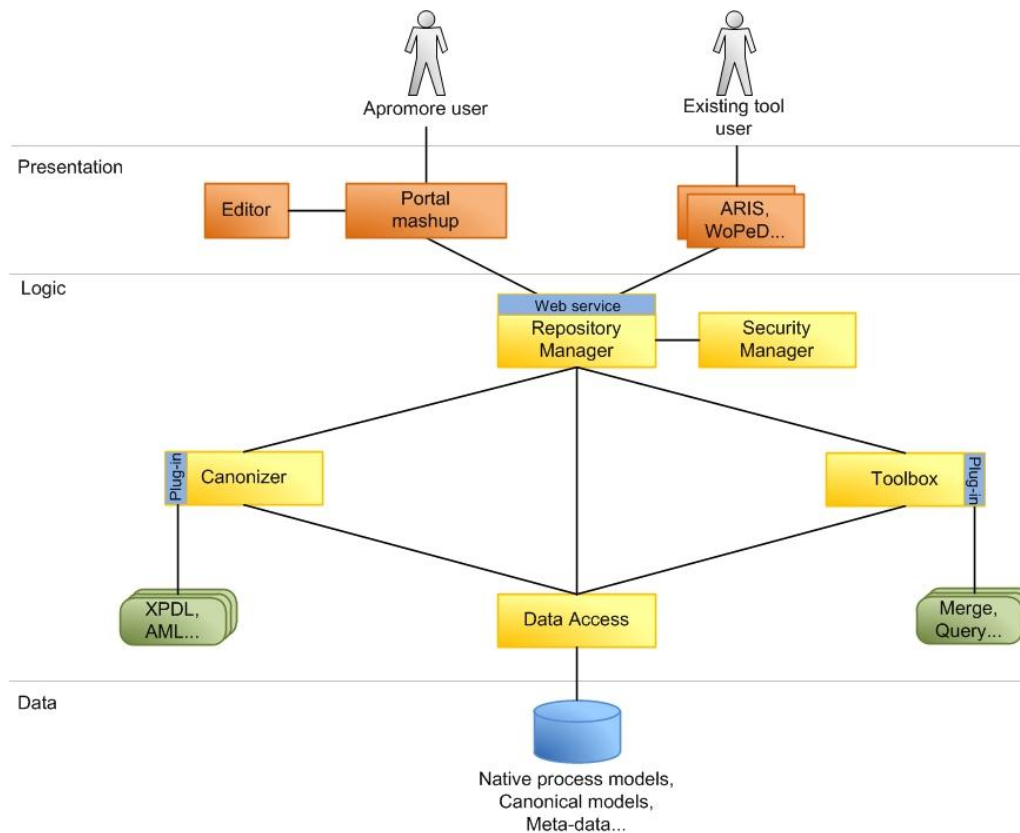 Apromore user
Existing tool
user
Presentation
Editor
Portal
mashup
ARIS,
WoPeD...
Logic
Web service
Repository
Manager
Security
Manager
Plug-in
Canonizer
Toolbox
Plug-in
XPDL,
AML...
Data Access
Merge,
Query...
Data
Native process models,
Canonical models,
Meta-data...